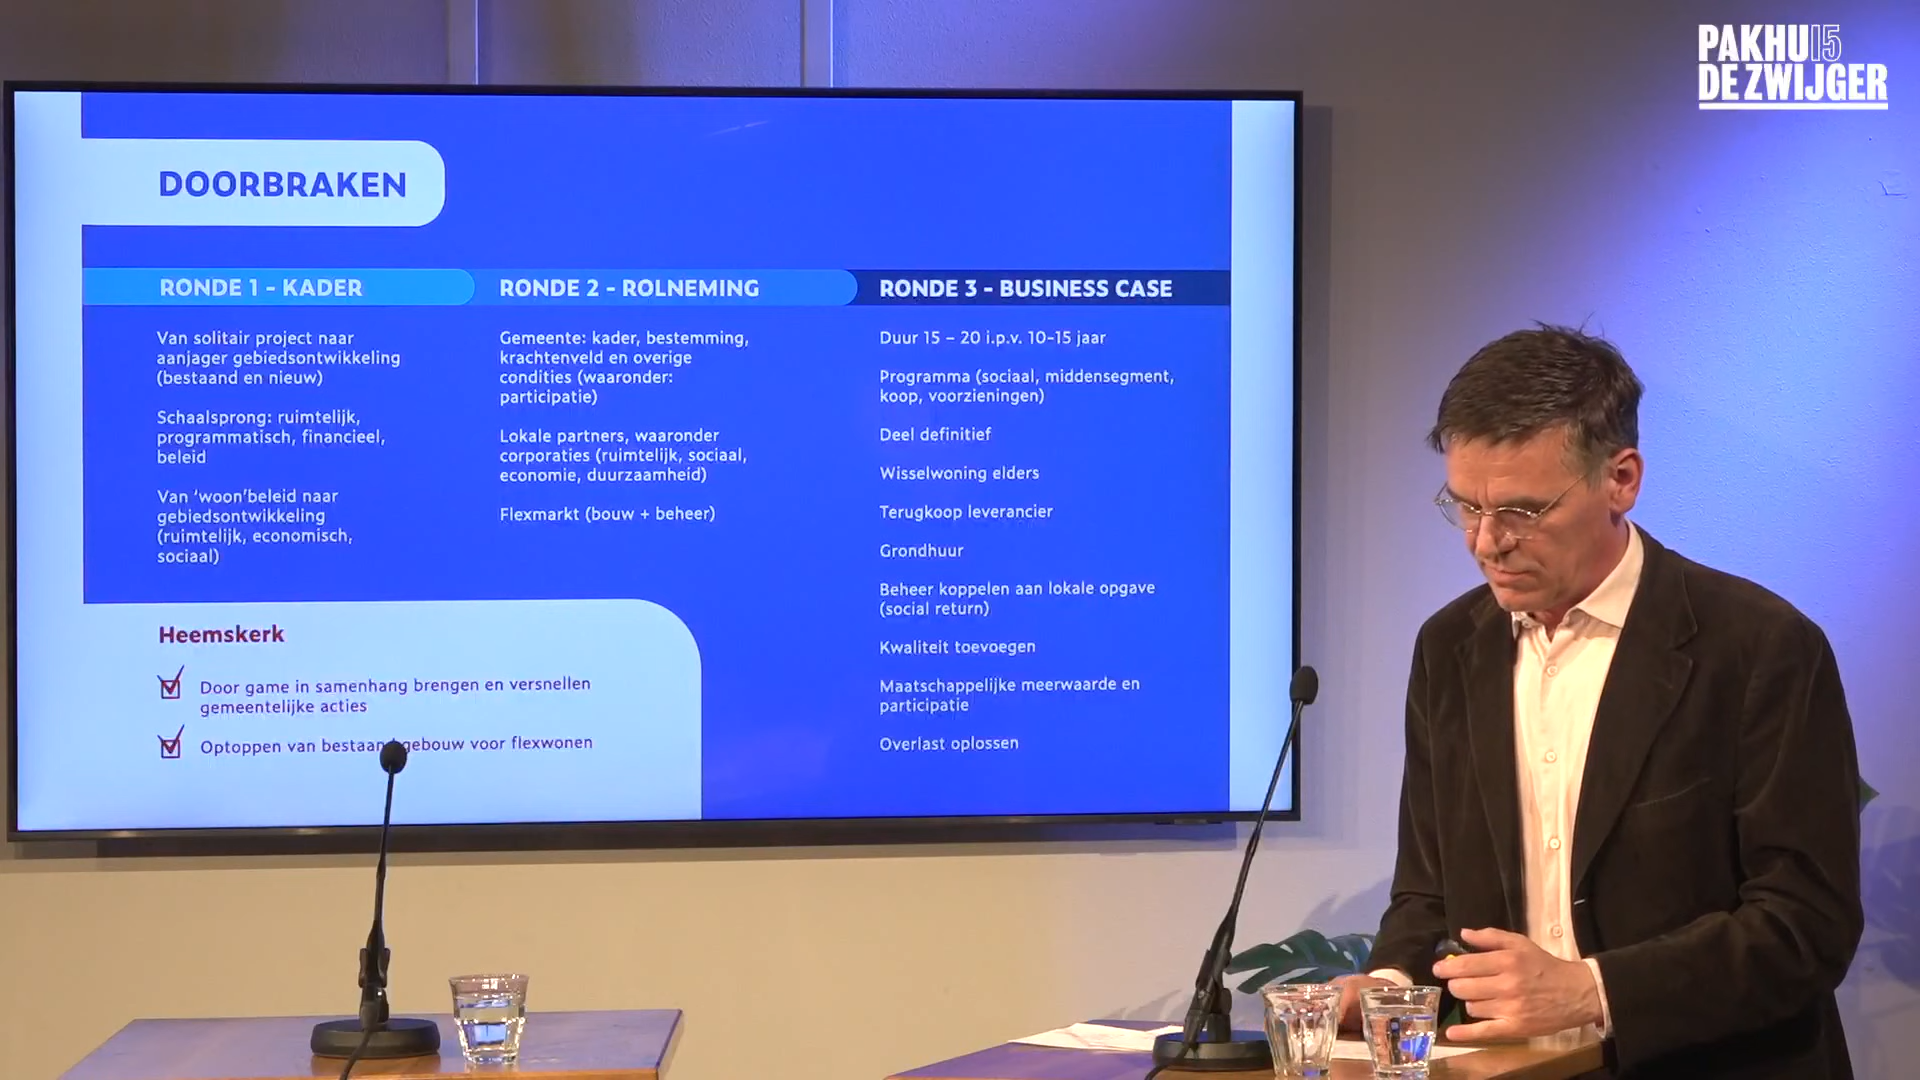 PAKHU15
DE ZWIJGER
DOORBRAKEN
RONDE 1 - KADER
Van solitair project naar
aanjager gebiedsontwikkeling
(bestaand en nieuw)
Schaalsprong: ruimtelijk,
programmatisch, financieel,
beleid
Van ‘woon’beleid naar
gebiedsontwikkeling
(ruimtelijk, economisch,
sociaal)
RONDE 2 - ROLNEMING
Gemeente: kader, bestemming,
krachtenveld en overige
condities (waaronder:
participatie)
Lokale partners, waaronder
corporaties (ruimtelijk, sociaal,
economie, duurzaamheid)
Flexmarkt (bouw + beheer)
RONDE 3 - BUSINESS CASE
Duur 15 – 20 i.p.v. 10-15 jaar
Programma (sociaal, middensegment,
koop, voorzieningen)
Deel definitief
Wisselwoning elders
Terugkoop leverancier
Grondhuur
Beheer koppelen aan lokale opgave
(social return)
Kwaliteit toevoegen
Maatschappelijke meerwaarde en
participatie
Overlast oplossen
Heemskerk
Door game in samenhang brengen en versnellen
gemeentelijke acties
Optoppen van bestaand gebouw voor flexwonen